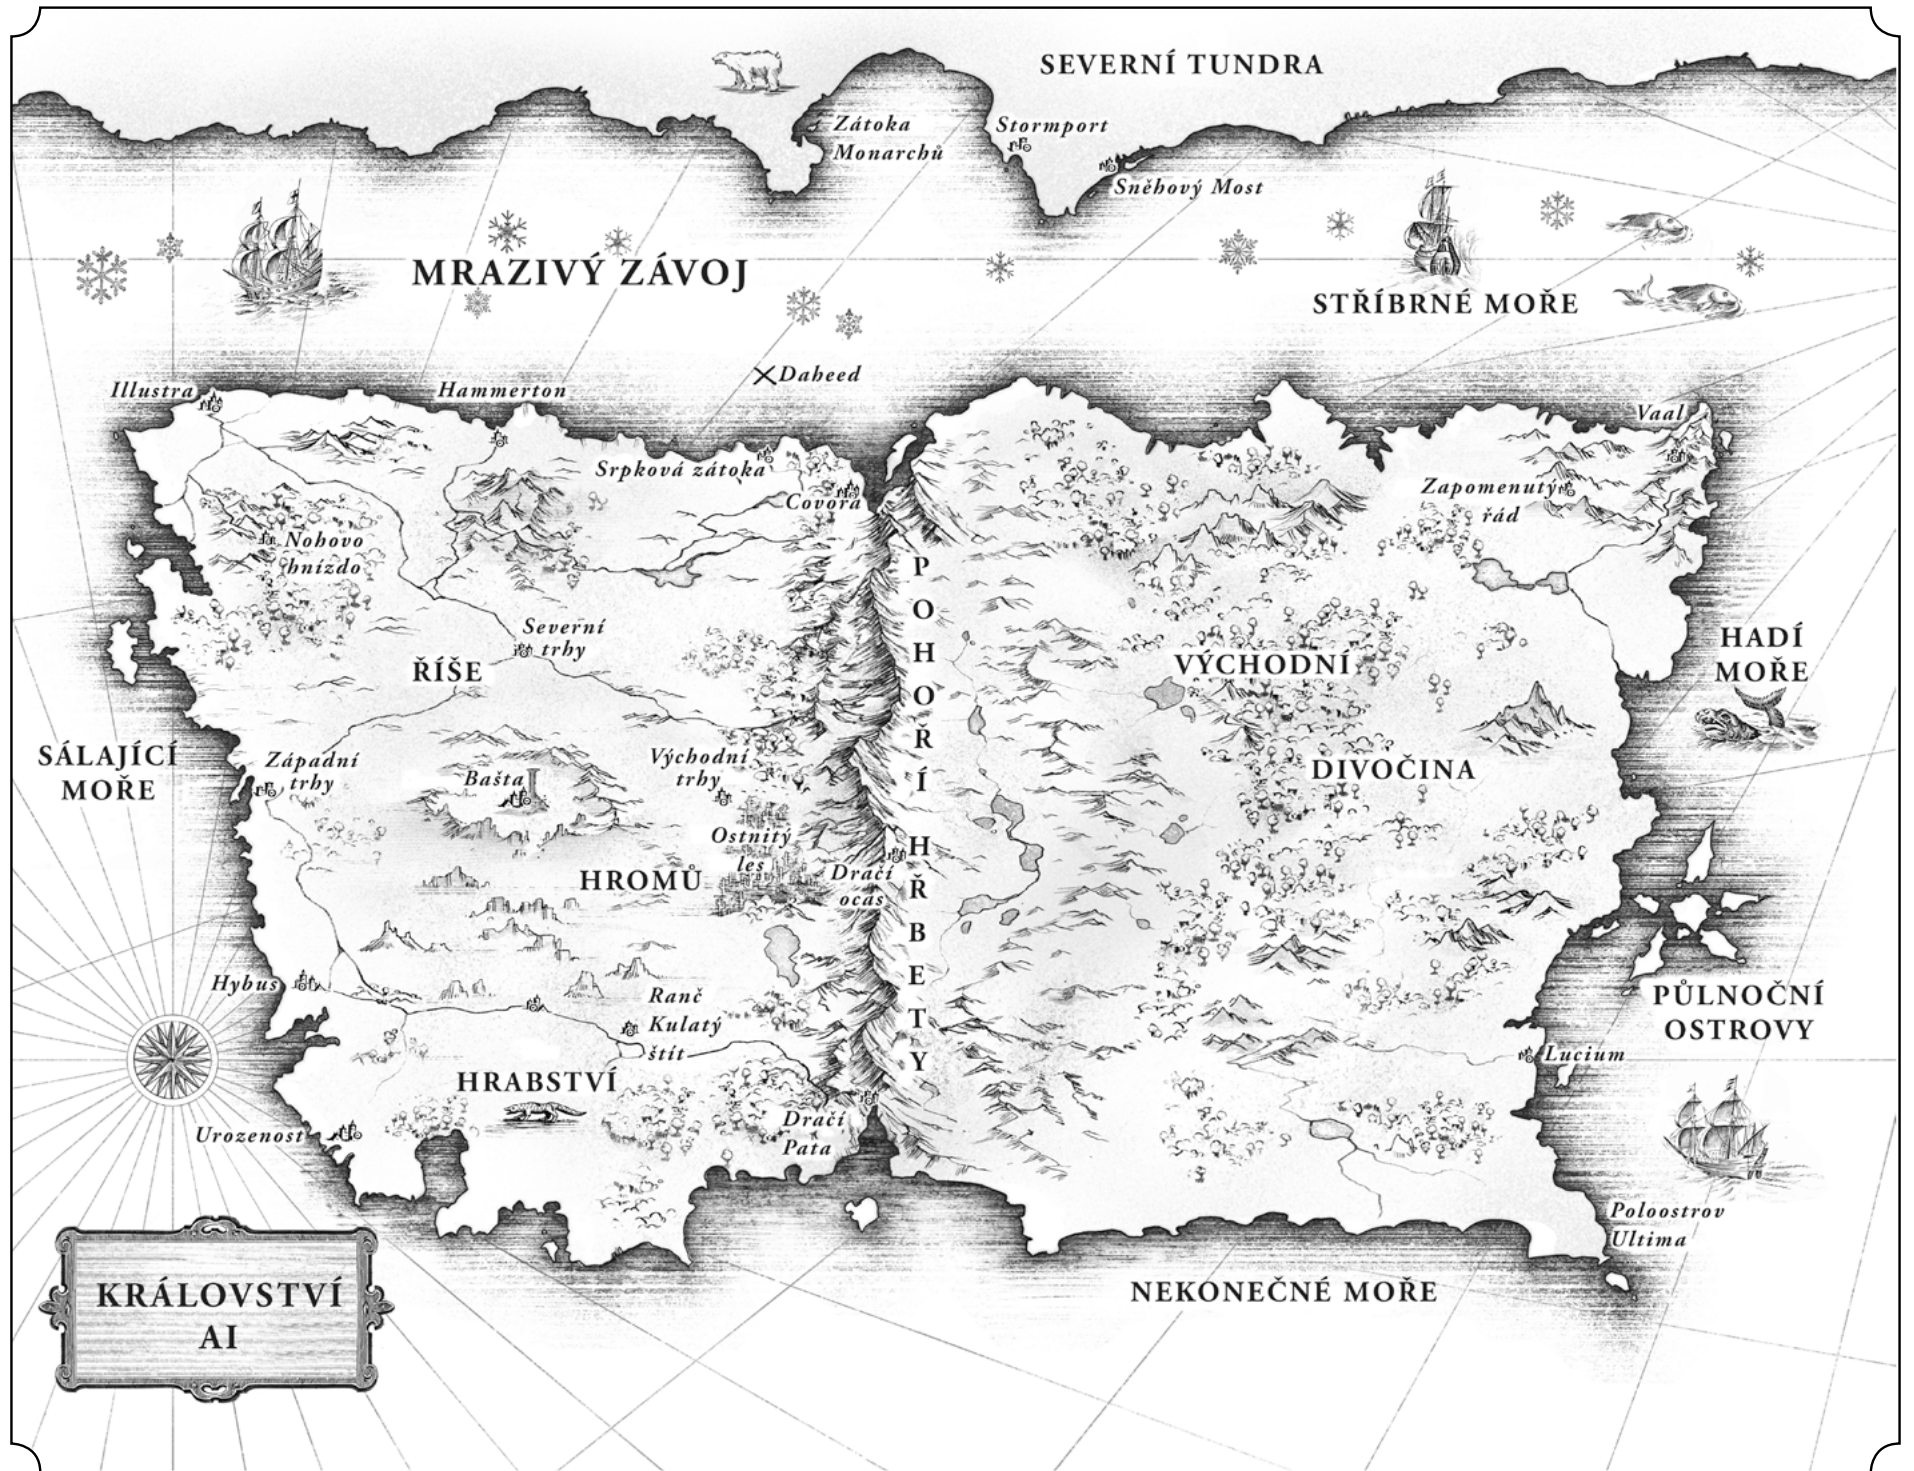 SEVERNÍ TUNDRA
Zátoka
Monarchů
Stormport
Sněhový Most
MRAZIVÝ ZÁVOJ
STŘÍBRNÉ MOŘE
Daheed
Illustra
Hammerton
Vaal
Srpková zátoka
Covora
Zapomenutý
řád
Nohovo
hnízdo
Severní
trhy
ŘÍŠE
POHOŘÍ HŘBETY
VÝCHODNÍ
DIVOČINA
HADÍ
MOŘE
SÁLAJÍCÍ
MOŘE
Západní
trhy
Bašta
Východní
trhy
Ostnitý
les
HROMŮ
Dračí
ocas
Hybus
Ranč
Kulatý
štít
PŮLNOČNÍ
OSTROVY
Lucium
HRABSTVÍ
Urozenost
Dračí
Pata
Poloostrov
Ultima
NEKONEČNÉ MOŘE
KRÁLOVSTVÍ
AI